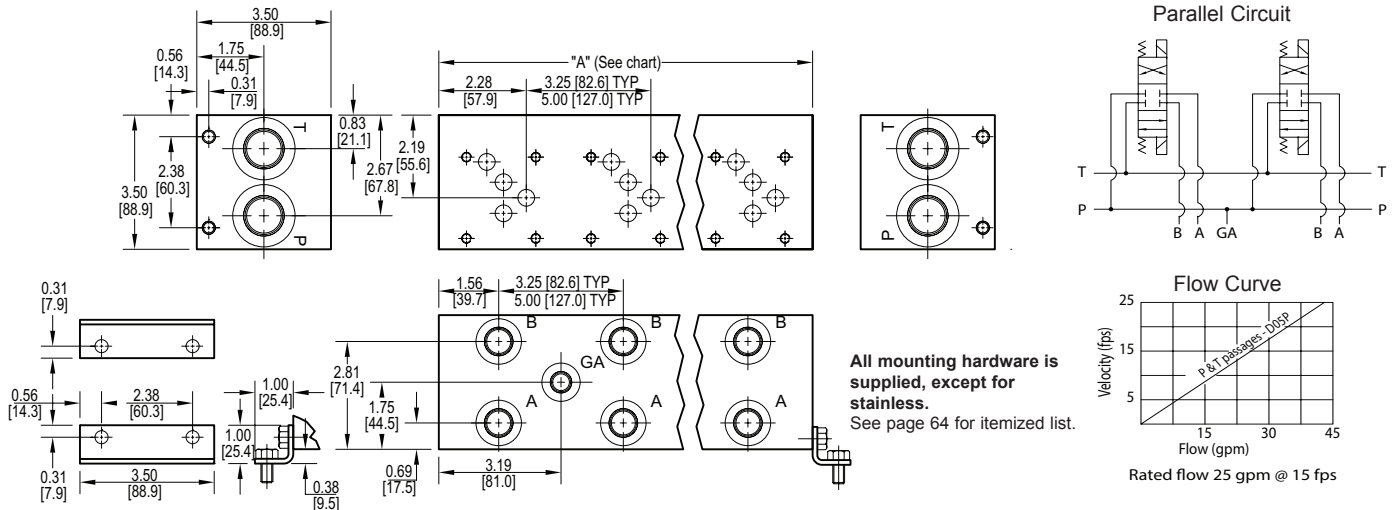 3.50
[88.9]
1.75
[44.5]
0.56
[14.3]
0.31
[7.9]
T
P
0.83
[21.1]
2.67
[67.8]
2.38
[60.3]
3.50
[88.9]
"A" (See chart)
2.28
[57.9]
3.25 [82.6] TYP
5.00 [127.0] TYP
2.19
[55.6]
T
P
Parallel Circuit
T
T
P
P
B A GA B A
0.31
[7.9]
0.56
[14.3]
2.38
[60.3]
0.31
[7.9]
3.50
[88.9]
1.00
[25.4]
1.00
[25.4]
0.38
[9.5]
1.56
[39.7]
3.25 [82.6] TYP
5.00 [127.0] TYP
B B B
GA
A A A
2.81
[71.4]
1.75
[44.5]
0.69
[17.5]
3.19
[81.0]
All mounting hardware is
supplied, except for
stainless.
See page 64 for itemized list.
Flow Curve
Velocity (fps)
25
15
5
P & T passages - D05P
15 30 45
Flow (gpm)
Rated flow 25 gpm @ 15 fps